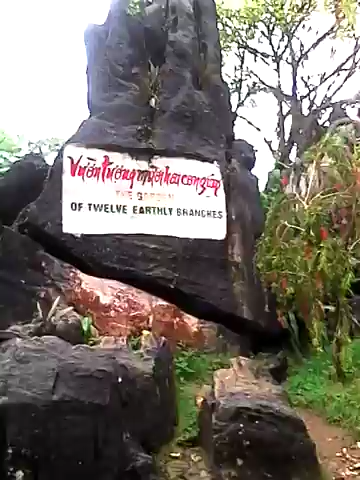 Vườn tượng mười hai con giáp
THE GARDEN
OF TWELVE EARTHLY BRANCHES